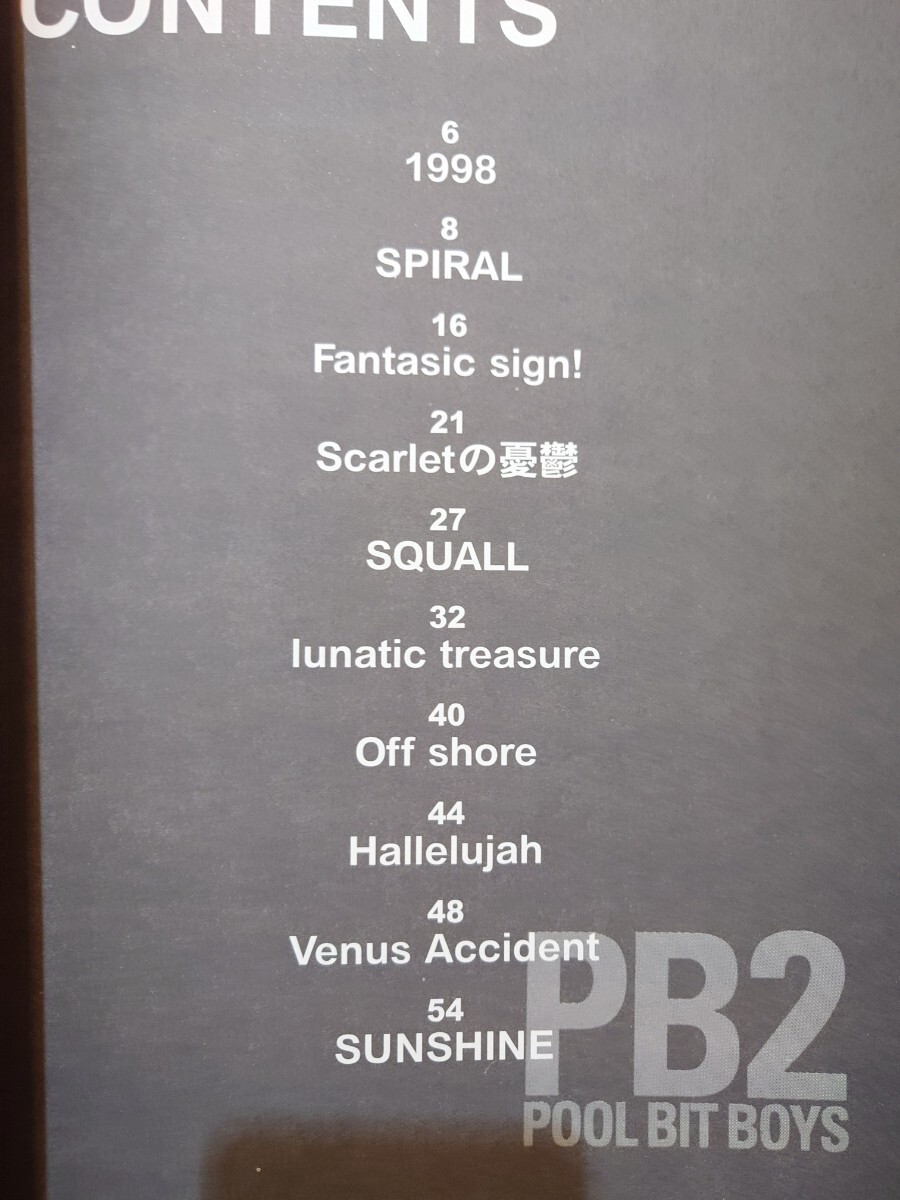 CONTENTS
6
1998
8
SPIRAL
16
Fantasic sign!
21
Scarletの憂鬱
27
SQUALL
32
lunatic treasure
40
Off shore
44
Hallelujah
48
Venus Accident
54
SUNSHINE
PB2
POOL BIT BOYS